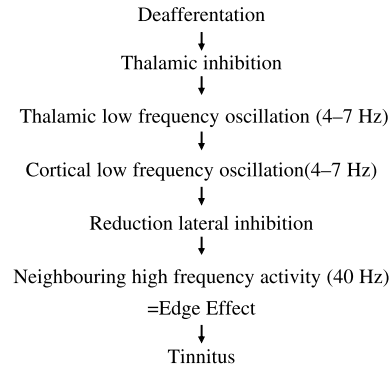 Deafferentation
Thalamic inhibition
Thalamic low frequency oscillation (4–7 Hz)
Cortical low frequency oscillation(4–7 Hz)
Reduction lateral inhibition
Neighbouring high frequency activity (40 Hz)
=Edge Effect
Tinnitus